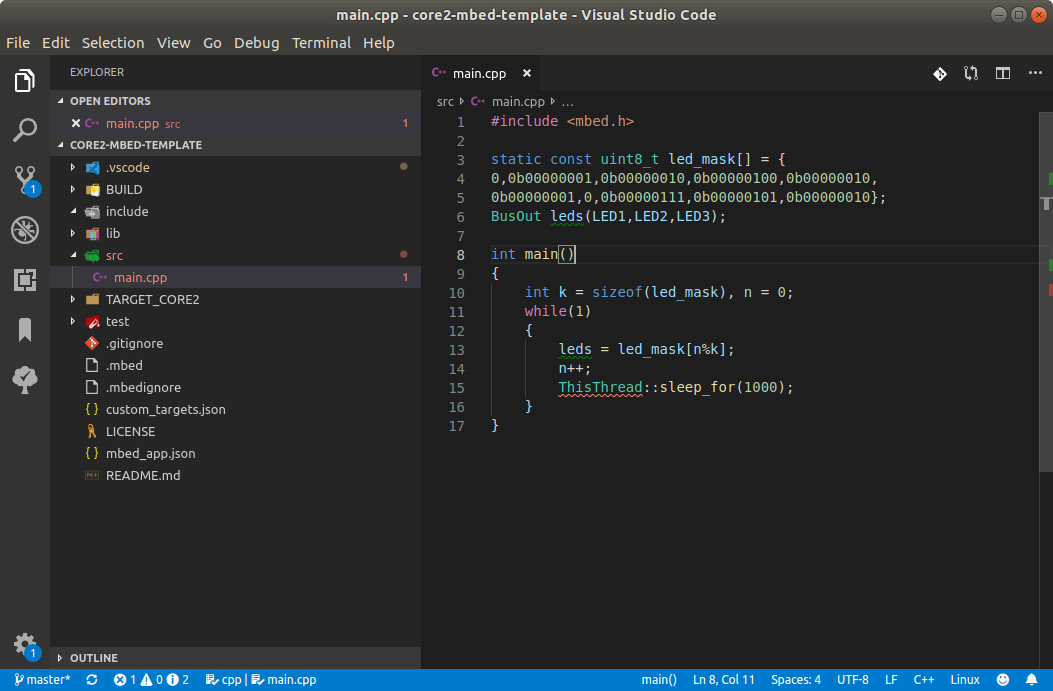 main.cpp - core2-mbed-template - Visual Studio Code
File Edit Selection View Go Debug Terminal Help
EXPLORER
OPEN EDITORS
main.cpp src 1
CORE2-MBED-TEMPLATE
.vscode
BUILD
include
lib
src
main.cpp 1
TARGET_CORE2
test
.gitignore
.mbed
.mbedignore
custom_targets.json
LICENSE
mbed_app.json
README.md
OUTLINE
1
1
main.cpp
src main.cpp ...
1 #include <mbed.h>
2
3 static const uint8_t led_mask[] = {
4 0,0b00000001,0b00000010,0b00000100,0b00000010,
5 0b00000001,0,0b00000111,0b00000101,0b00000010};
6 BusOut leds(LED1,LED2,LED3);
7
8 int main()
9 {
10 int k = sizeof(led_mask), n = 0;
11 while(1)
12 {
13 leds = led_mask[n%k];
14 n++;
15 ThisThread::sleep_for(1000);
16 }
17 }
master* 1 0 2 cpp | main.cpp main() Ln 8, Col 11 Spaces: 4 UTF-8 LF C++ Linux